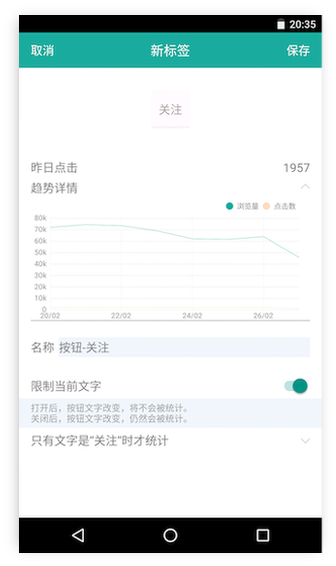 20:35
取消 新标签 保存
关注
昨日点击 1957
趋势详情
浏览量 点击数
80k
70k
60k
50k
40k
30k
20k
10k
0
20/02 22/02 24/02 26/02
名称 按钮-关注
限制当前文字
打开后，按钮文字改变，将不会被统计。
关闭后，按钮文字改变，仍然会被统计。
只有文字是“关注”时才统计